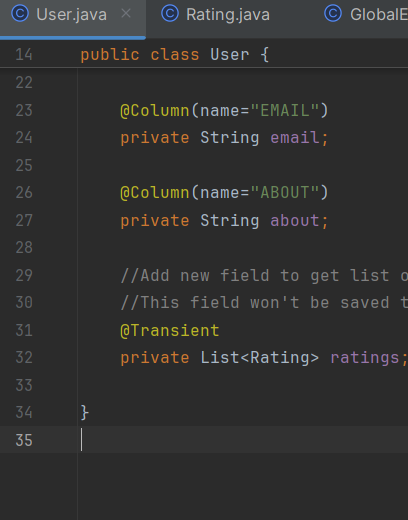 User.java
Rating.java
GlobalE
14 public class User {
22
23 @Column(name="EMAIL")
24 private String email;
25
26 @Column(name="ABOUT")
27 private String about;
28
29 //Add new field to get list o
30 //This field won't be saved t
31 @Transient
32 private List<Rating> ratings;
33
34 }
35